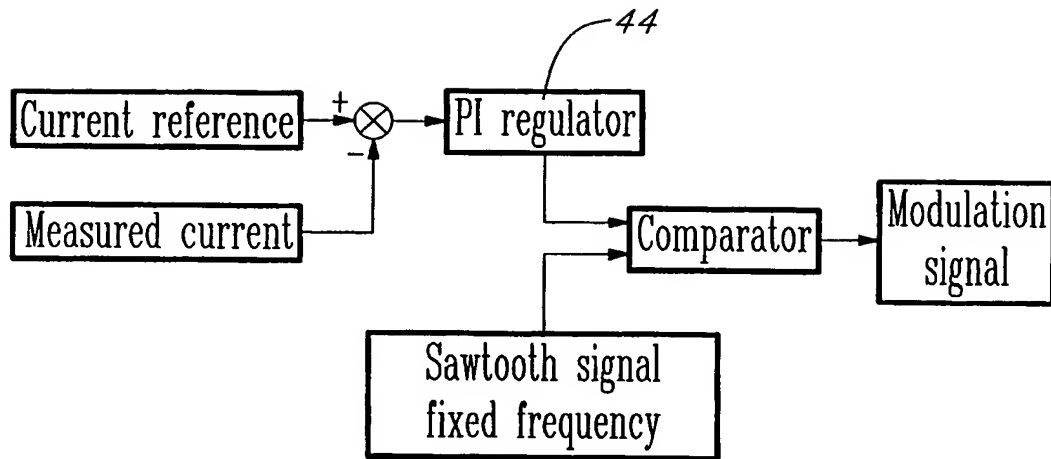 44
Current reference
+
PI regulator
-
Measured current
Comparator
Modulation
signal
Sawtooth signal
fixed frequency